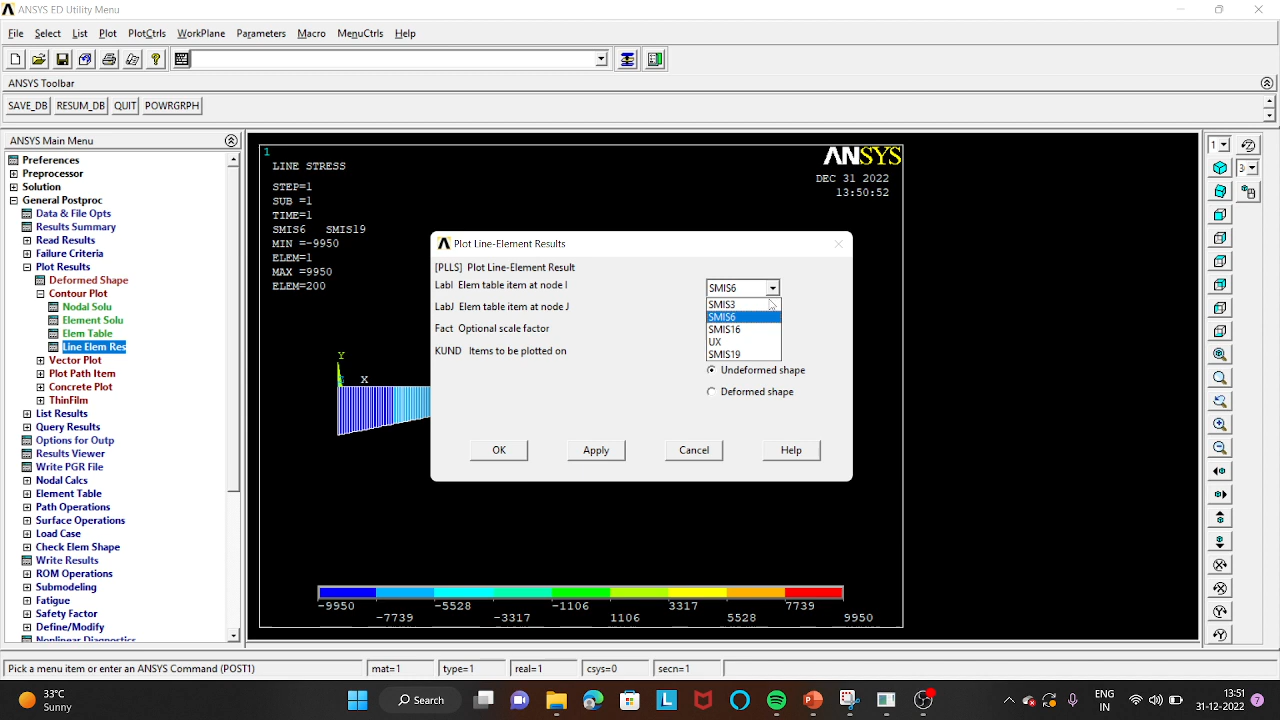 ANSYS ED Utility Menu
File Select List Plot PlotCtrls WorkPlane Parameters Macro MenuCtrls Help
ANSYS Toolbar
SAVE_DB RESUM_DB QUIT POWRGRPH
ANSYS Main Menu
Preferences
Preprocessor
Solution
General Postproc
Data & File Opts
Results Summary
Read Results
Failure Criteria
Plot Results
Deformed Shape
Contour Plot
Nodal Solu
Element Solu
Elem Table
Line Elem Res
Vector Plot
Plot Path Item
Concrete Plot
ThinFilm
List Results
Query Results
Options for Outp
Results Viewer
Write PGR File
Nodal Calcs
Element Table
Path Operations
Surface Operations
Load Case
Check Elem Shape
Write Results
ROM Operations
Submodeling
Fatigue
Safety Factor
Define/Modify
Nonlinear Diagnostics
1
LINE STRESS
STEP=1
SUB =1
TIME=1
SMIS6 SMIS19
MIN =-9950
ELEM=1
MAX =9950
ELEM=200
ANSYS
DEC 31 2022
13:50:52
Y
X
Plot Line-Element Results
[PLLS] Plot Line-Element Result
LabI Elem table item at node I
SMIS6
LabJ Elem table item at node J
Fact Optional scale factor
KUND Items to be plotted on
SMIS3
SMIS6
SMIS16
UX
SMIS19
Undeformed shape
Deformed shape
OK Apply Cancel Help
-9950 -5528 -1106 3317 7739
-7739 -3317 1106 5528 9950
1
3
Pick a menu item or enter an ANSYS Command (POST1) mat=1 type=1 real=1 csys=0 secn=1
33°C
Sunny
Search
ENG
IN
13:51
31-12-2022
7